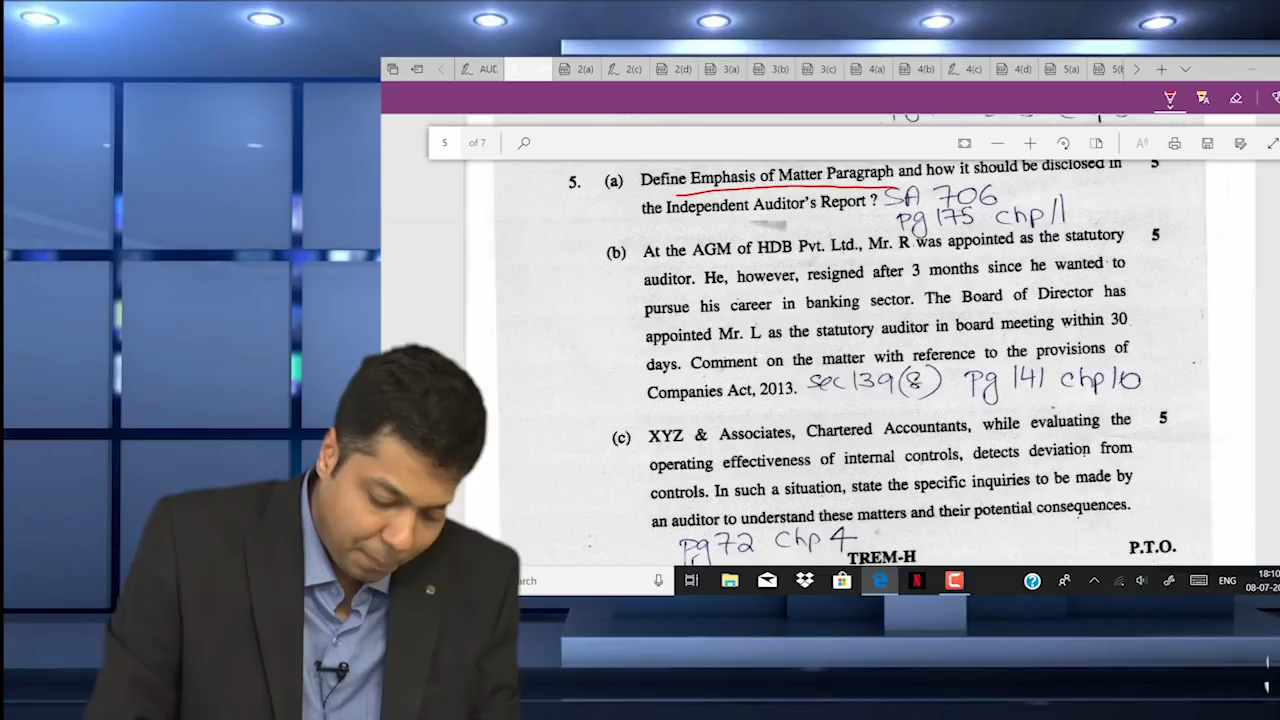 AUD 2(a) 2(c) 2(d) 3(a) 3(b) 3(c) 4(a) 4(b) 4(c) 4(d) 5(a)
5 of 7
5. (a) Define Emphasis of Matter Paragraph and how it should be disclosed in 5
the Independent Auditor's Report ? SA 706
pg 175 chp 11
(b) At the AGM of HDB Pvt. Ltd., Mr. R was appointed as the statutory 5
auditor. He, however, resigned after 3 months since he wanted to
pursue his career in banking sector. The Board of Director has
appointed Mr. L as the statutory auditor in board meeting within 30
days. Comment on the matter with reference to the provisions of
Companies Act, 2013. Sec 139(8) pg 141 chp 10
(c) XYZ & Associates, Chartered Accountants, while evaluating the 5
operating effectiveness of internal controls, detects deviation from
controls. In such a situation, state the specific inquiries to be made by
an auditor to understand these matters and their potential consequences.
pg 72 Chp 4
TREM-H P.T.O.
18:10
ENG